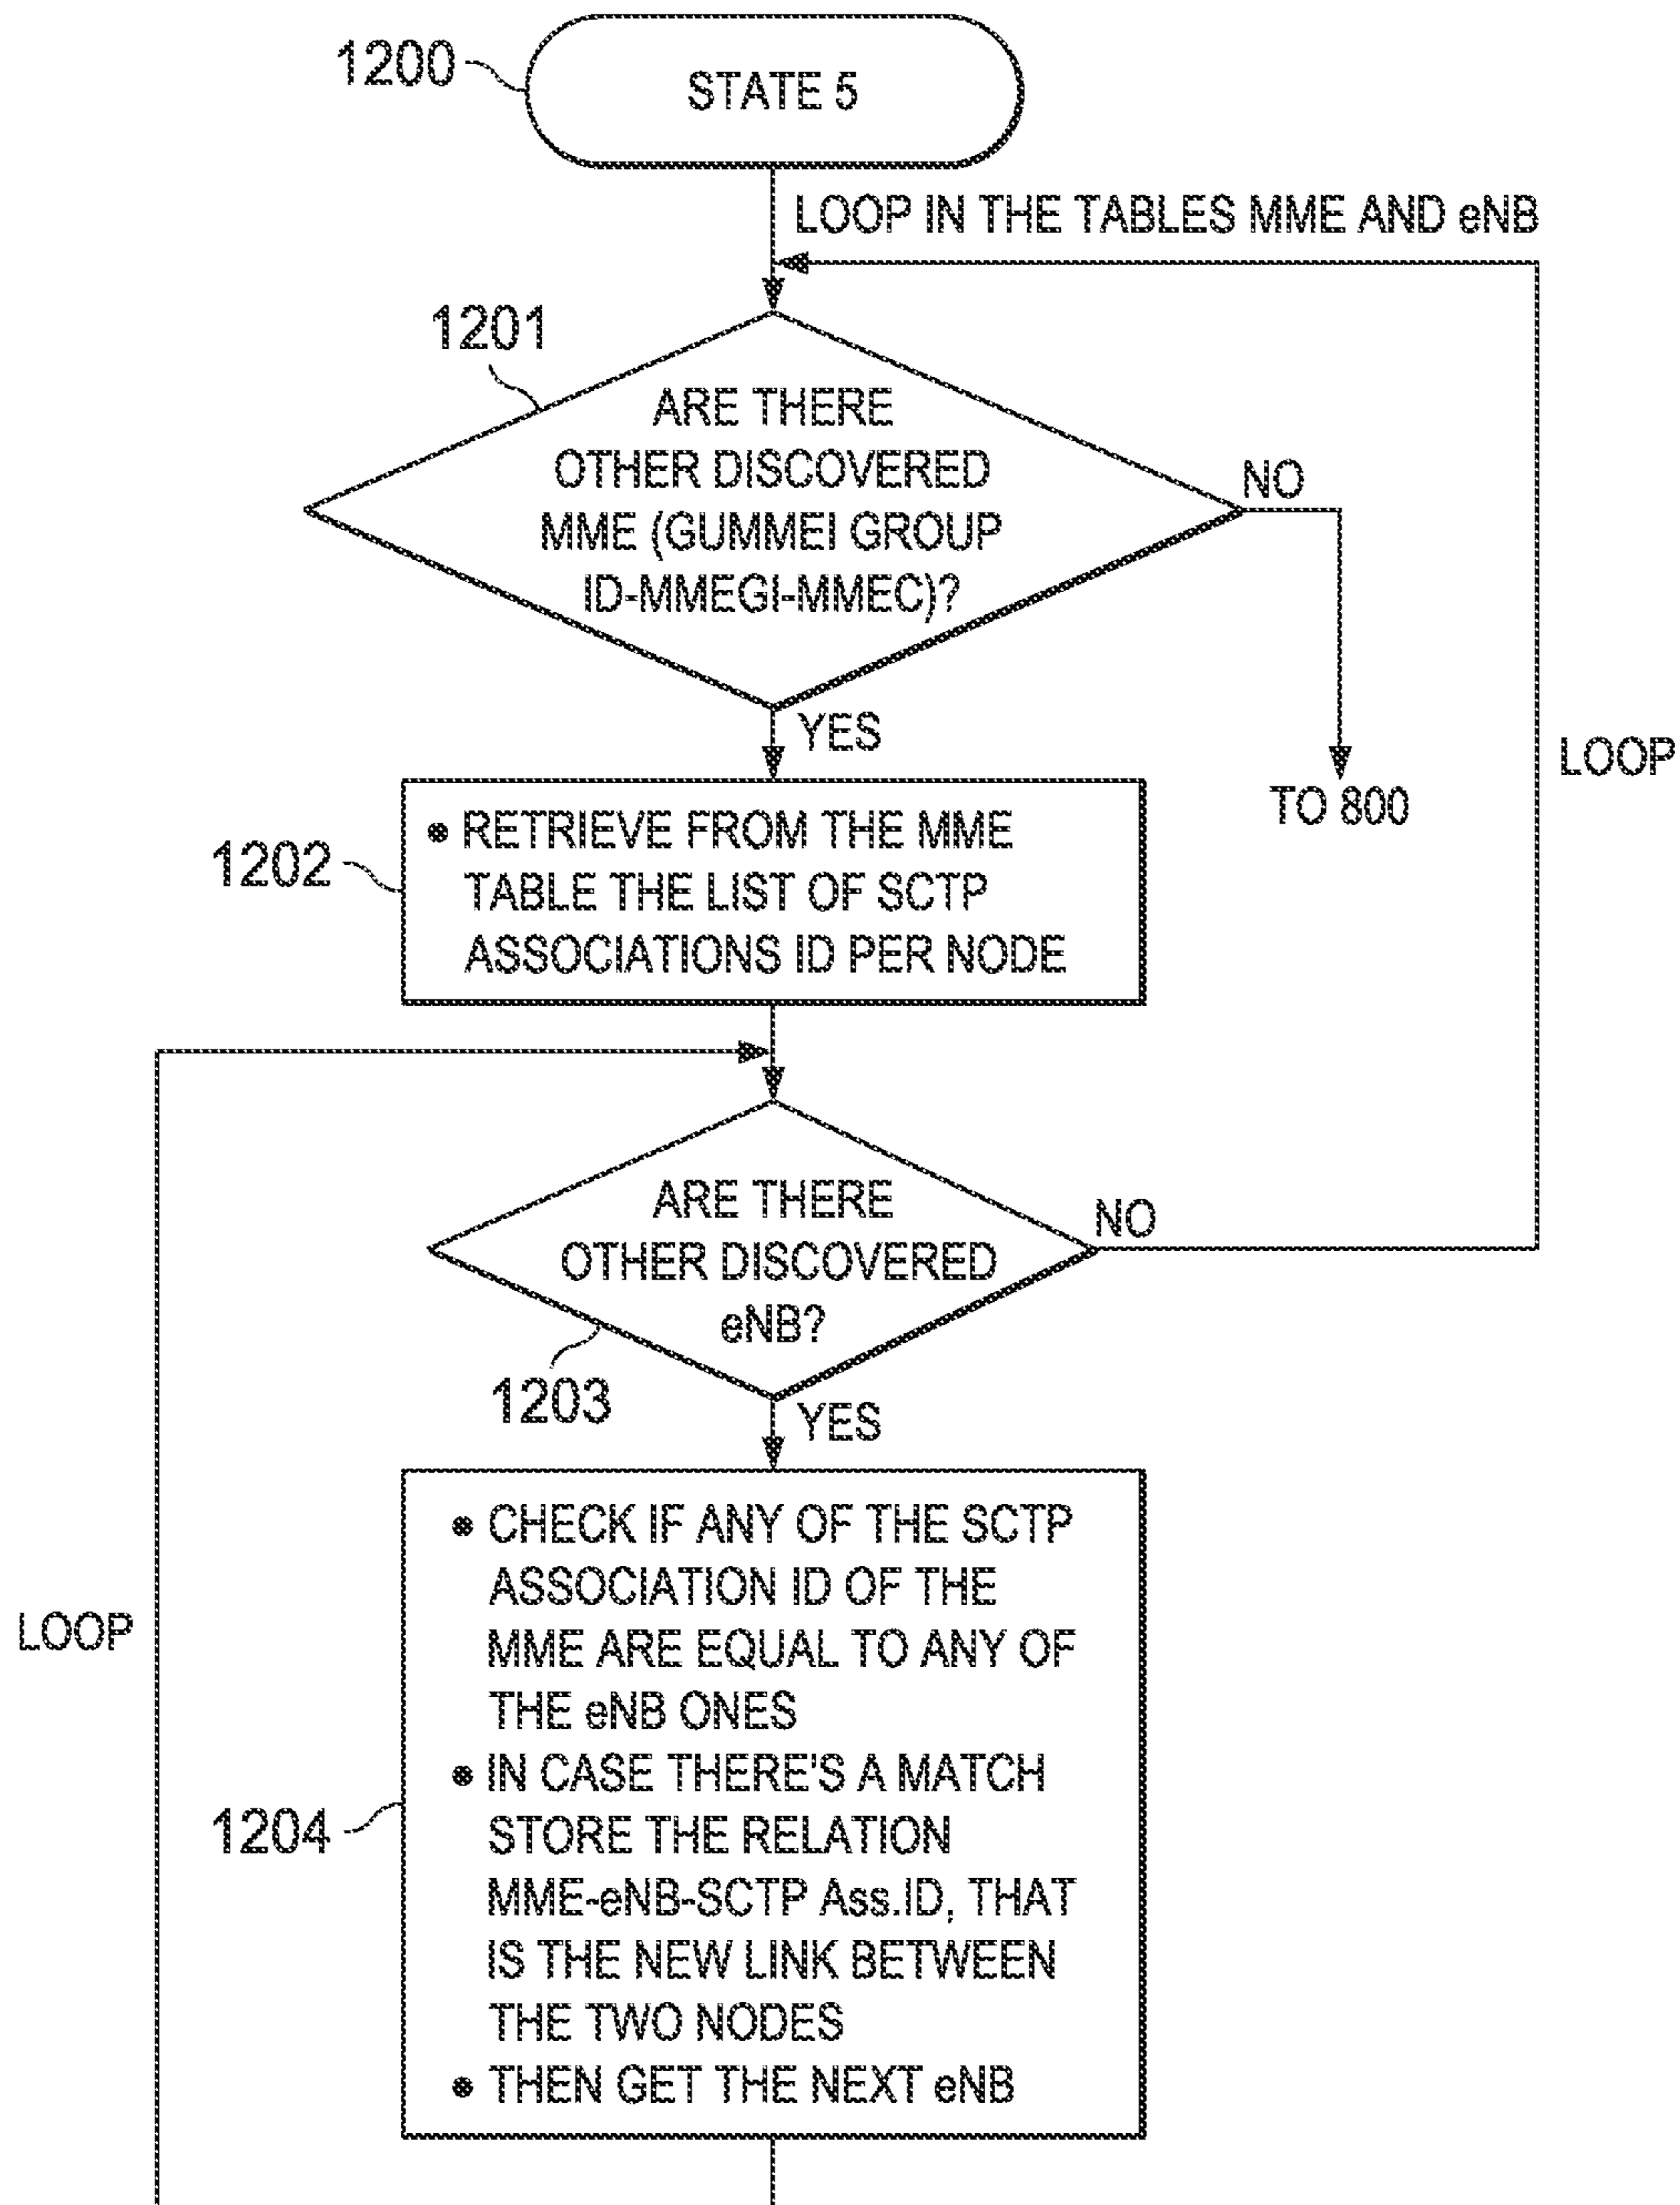 1200
STATE 5
LOOP IN THE TABLES MME AND eNB
1201
ARE THERE
OTHER DISCOVERED
MME (GUMMEI GROUP
ID-MMEGI-MMEC)?
NO
YES
TO 800
LOOP
1202
• RETRIEVE FROM THE MME
TABLE THE LIST OF SCTP
ASSOCIATIONS ID PER NODE
ARE THERE
OTHER DISCOVERED
eNB?
NO
1203
YES
LOOP
1204
• CHECK IF ANY OF THE SCTP
ASSOCIATION ID OF THE
MME ARE EQUAL TO ANY OF
THE eNB ONES
• IN CASE THERE'S A MATCH
STORE THE RELATION
MME-eNB-SCTP Ass.ID, THAT
IS THE NEW LINK BETWEEN
THE TWO NODES
• THEN GET THE NEXT eNB